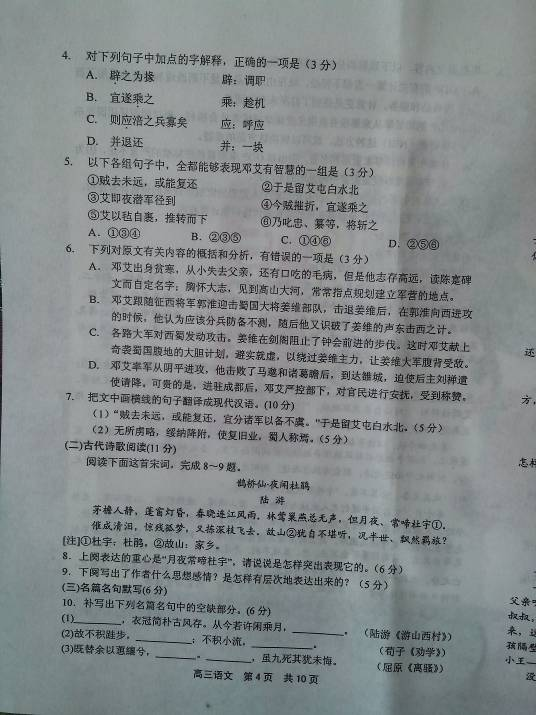 4. 对下列句子中加点的字解释，正确的一项是（3 分）
A. 辟之为掾 辟：调职
B. 宜遂乘之 乘：趁机
C. 则应涪之兵寡矣 应：呼应
D. 并退还 并：一块
5. 以下各组句子中，全都能够表现邓艾有智慧的一组是（3 分）
①贼去未远，或能复还 ②于是留艾屯白水北
③艾即夜潜军径到 ④今贼摧折，宜遂乘之
⑤艾以毡自裹，推转而下 ⑥乃叱忠、纂等，将斩之
A. ①③④ B. ②③⑤ C. ①④⑥ D. ②⑤⑥
6. 下列对原文有关内容的概括和分析，有错误的一项是（3 分）
A. 邓艾出身贫寒，从小失去父亲，还有口吃的毛病，但是他志存高远，读陈寔碑
文而自定名字；胸怀大志，见到高山大河，常常指点规划建立军营的地点。
B. 邓艾跟随征西将军郭淮迎击蜀国大将姜维部队，击退姜维后，在郭淮向西进攻
的时候，他认为应该分兵防备不测，随后他又识破了姜维的声东击西之计。
C. 各路大军对西蜀发动攻击，姜维在剑阁阻止了钟会前进的步伐。这时邓艾献上
奇袭蜀国腹地的大胆计划，避实就虚，以绕过姜维主力，让姜维大军腹背受敌。
D. 邓艾率军从阴平进攻，他击败了马邈和诸葛瞻后，到达雒城，迫使后主刘禅遣
使请降。可贵的是，进驻成都后，邓艾严控部下，对官民进行安抚，受到称赞。
7. 把文中画横线的句子翻译成现代汉语。(10 分)
（1）“贼去未远，或能复还，宜分诸军以备不虞。”于是留艾屯白水北。（5 分）
（2）无所虏略，绥纳降附，使复旧业，蜀人称焉。（5 分）
(二)古代诗歌阅读(11 分)
阅读下面这首宋词，完成 8～9 题。
鹊桥仙·夜闻杜鹃
陆 游
茅檐人静，蓬窗灯昏，春晚连江风雨。林莺巢燕总无声，但月夜、常啼杜宇①。
催成清泪，惊残孤梦，又拣深枝飞去。故山②犹自不堪听，况半世、飘然羁旅？
[注]①杜宇：杜鹃。②故山：家乡。
8. 上阕表达的重心是“月夜常啼杜宇”，请说说是怎样突出表现它的。（6 分）
9. 下阕写出了作者什么思想感情？是怎样有层次地表达出来的？（5 分）
(三)名篇名句默写(6 分)
10. 补写出下列名篇名句中的空缺部分。(6 分)
(1)________，衣冠简朴古风存。从今若许闲乘月，________。（陆游《游山西村》）
(2)故不积跬步，________；不积小流，________。（荀子《劝学》）
(3)既替余以蕙纕兮，________。________，虽九死其犹未悔。（屈原《离骚》）
高三语文 第 4 页 共 10 页
还
方，
怎样
叔叔，
小王